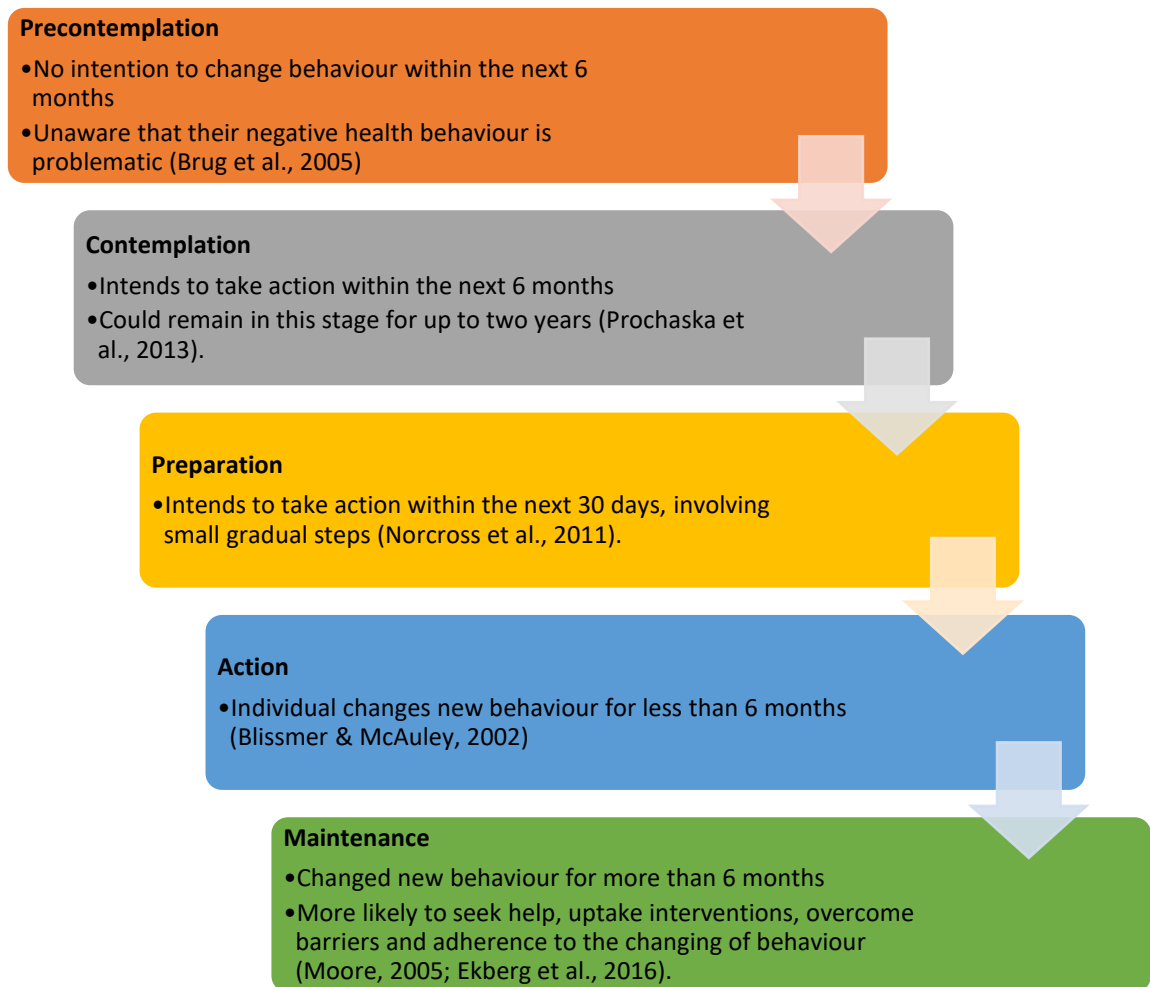 Precontemplation
•No intention to change behaviour within the next 6
months
•Unaware that their negative health behaviour is
problematic (Brug et al., 2005)
Contemplation
•Intends to take action within the next 6 months
•Could remain in this stage for up to two years (Prochaska et
al., 2013).
Preparation
•Intends to take action within the next 30 days, involving
small gradual steps (Norcross et al., 2011).
Action
•Individual changes new behaviour for less than 6 months
(Blissmer & McAuley, 2002)
Maintenance
•Changed new behaviour for more than 6 months
•More likely to seek help, uptake interventions, overcome
barriers and adherence to the changing of behaviour
(Moore, 2005; Ekberg et al., 2016).